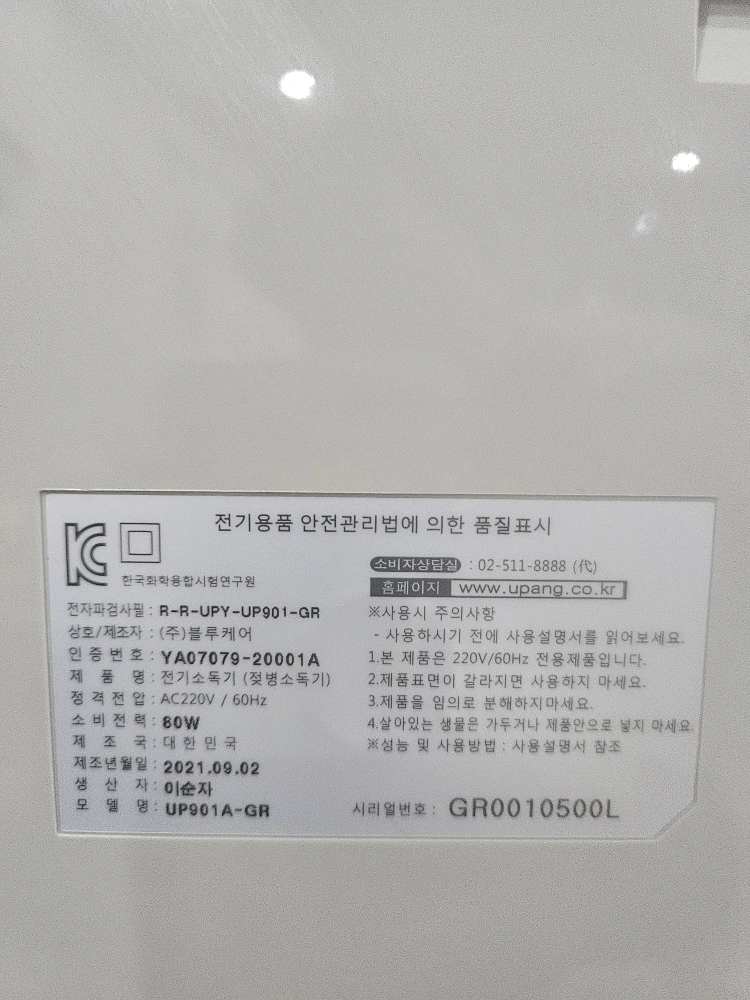 전기용품 안전관리법에 의한 품질표시
한국화학융합시험연구원
전자파검사필 : R-R-UPY-UP901-GR
상호/제조자 : (주)블루케어
인 증 번 호 : YA07079-20001A
제 품 명 : 전기소독기 (젖병소독기)
정 격 전 압 : AC220V / 60Hz
소 비 전 력 : 80W
제 조 국 : 대 한 민 국
제조년월일 : 2021.09.02
생 산 자 : 이순자
모 델 명 : UP901A-GR
소비자상담실 : 02-511-8888 (代)
홈페이지 www.upang.co.kr
※사용시 주의사항
- 사용하시기 전에 사용설명서를 읽어보세요.
1.본 제품은 220V/60Hz 전용제품입니다.
2.제품표면이 갈라지면 사용하지 마세요.
3.제품을 임의로 분해하지마세요.
4.살아있는 생물은 가두거나 제품안으로 넣지 마세요.
※성능 및 사용방법 : 사용설명서 참조
시리얼번호 : GR0010500L